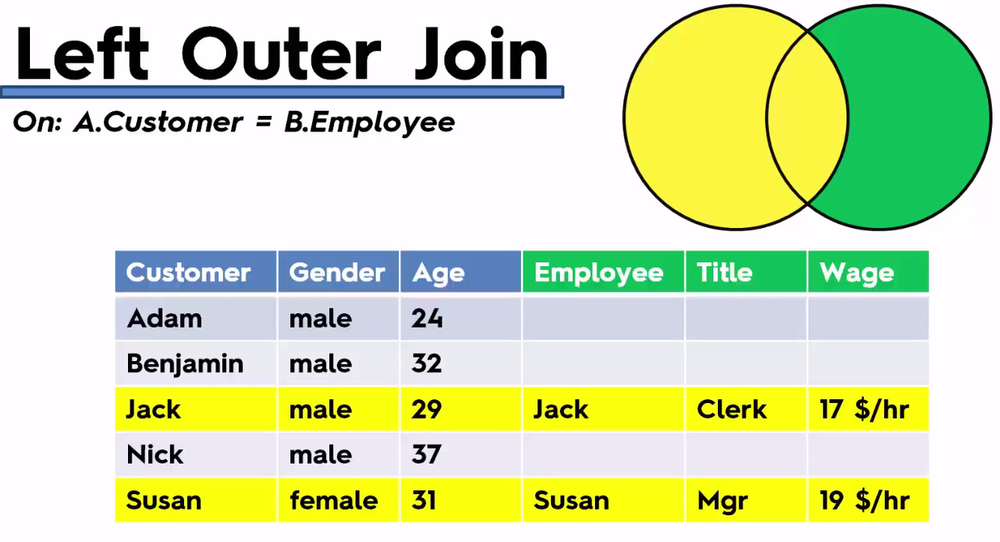 Left Outer Join
On: A.Customer = B.Employee
Customer Gender Age Employee Title Wage
Adam male 24
Benjamin male 32
Jack male 29 Jack Clerk 17 $/hr
Nick male 37
Susan female 31 Susan Mgr 19 $/hr